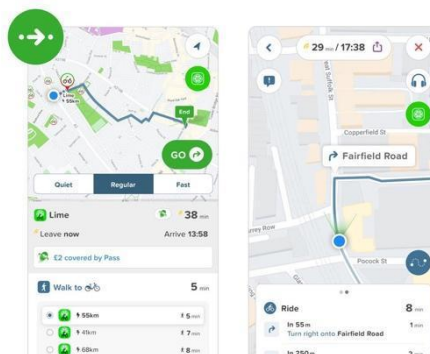 Lime
55km
End
GO
Quiet
Regular
Fast
Lime
38 min
Leave now
Arrive 13:58
£2 covered by Pass
Walk to
5 min
55km
5 min
41km
7 min
68km
8 min
29 min / 17:38
Copperfield St
Fairfield Road
Pocock St
Ride
8 min
In 55m
1 min
Turn right onto Fairfield Road
In 250m